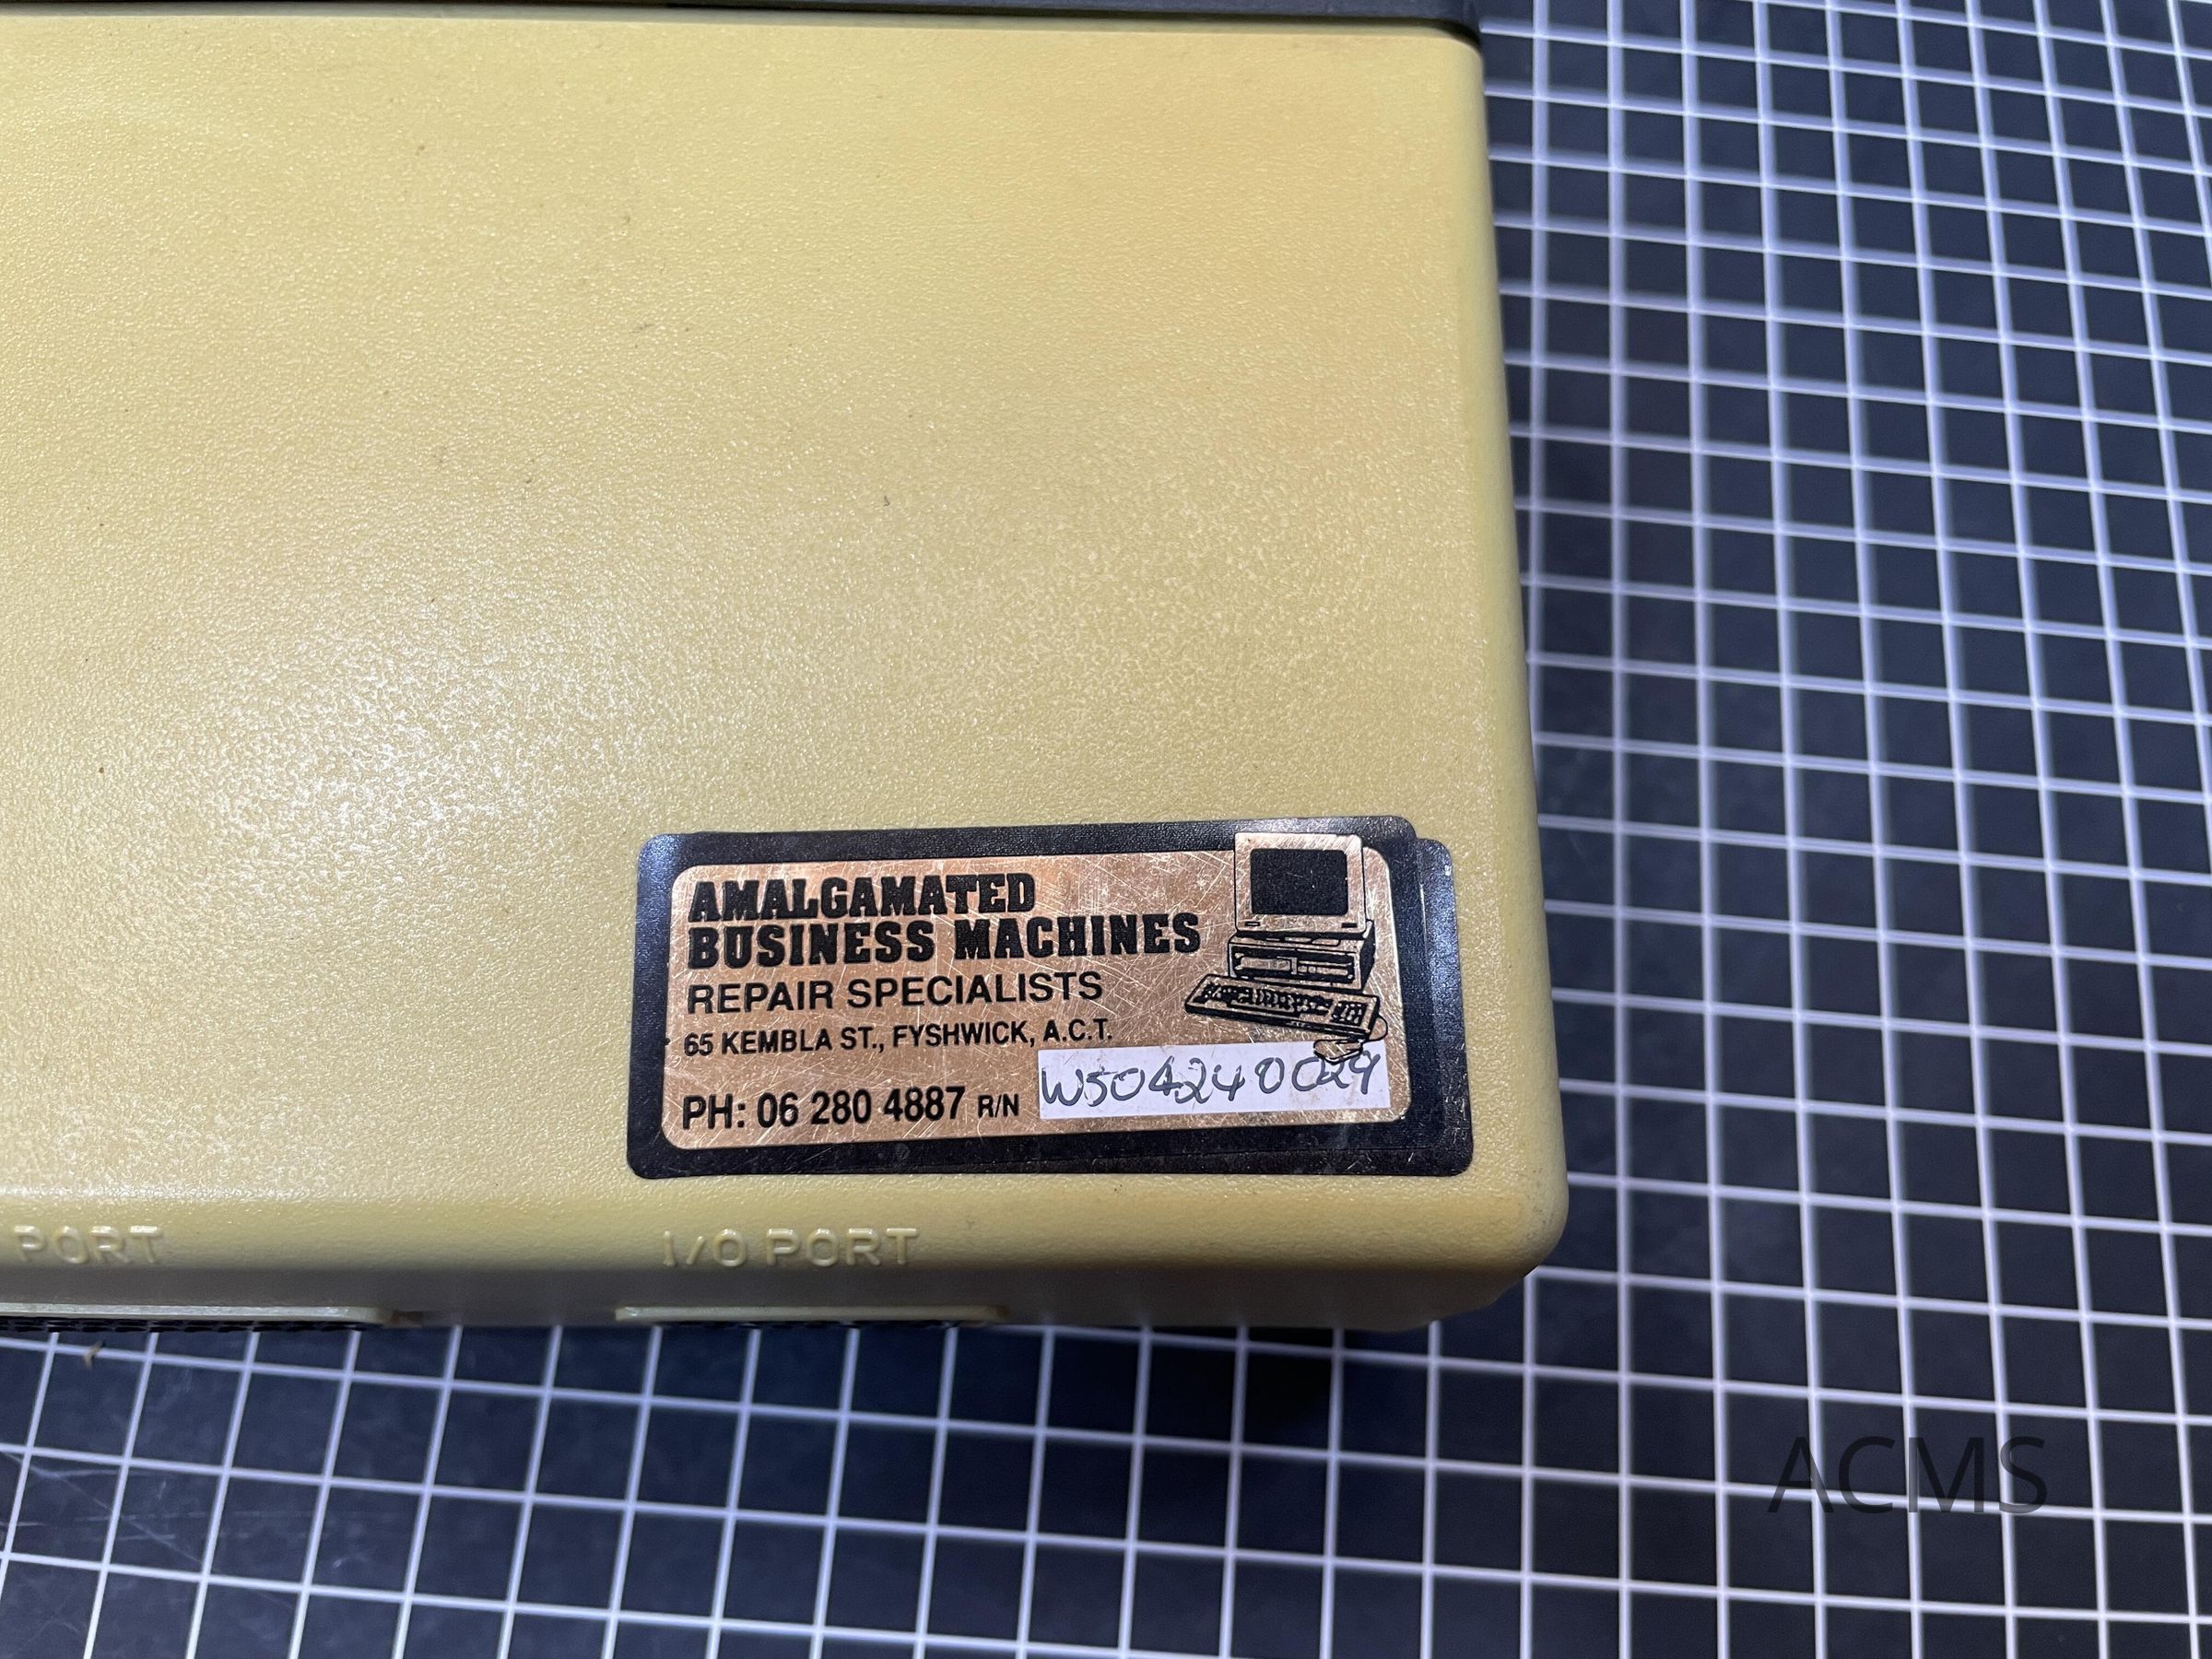 AMALGAMATED
BUSINESS MACHINES
REPAIR SPECIALISTS
65 KEMBLA ST., FYSHWICK, A.C.T.
PH: 06 280 4887 R/N W504240029
PORT I/O PORT
ACMS